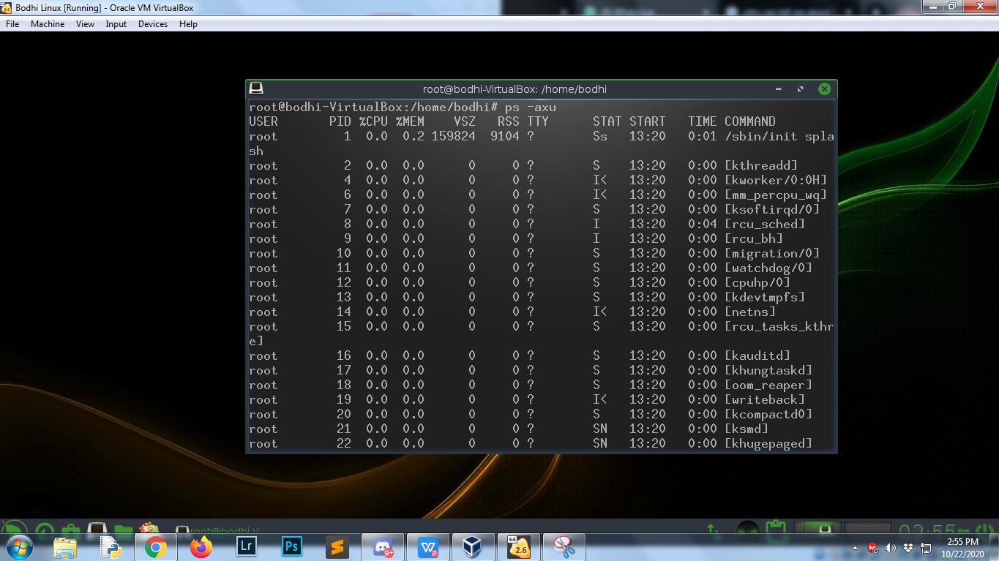 Bodhi Linux [Running] - Oracle VM VirtualBox
File Machine View Input Devices Help
root@bodhi-VirtualBox: /home/bodhi
root@bodhi-VirtualBox:/home/bodhi# ps -axu
USER PID %CPU %MEM VSZ RSS TTY STAT START TIME COMMAND
root 1 0.0 0.2 159824 9104 ? Ss 13:20 0:01 /sbin/init spla
sh
root 2 0.0 0.0 0 0 ? S 13:20 0:00 [kthreadd]
root 4 0.0 0.0 0 0 ? I< 13:20 0:00 [kworker/0:0H]
root 6 0.0 0.0 0 0 ? I< 13:20 0:00 [mm_percpu_wq]
root 7 0.0 0.0 0 0 ? S 13:20 0:00 [ksoftirqd/0]
root 8 0.0 0.0 0 0 ? I 13:20 0:04 [rcu_sched]
root 9 0.0 0.0 0 0 ? I 13:20 0:00 [rcu_bh]
root 10 0.0 0.0 0 0 ? S 13:20 0:00 [migration/0]
root 11 0.0 0.0 0 0 ? S 13:20 0:00 [watchdog/0]
root 12 0.0 0.0 0 0 ? S 13:20 0:00 [cpuhp/0]
root 13 0.0 0.0 0 0 ? S 13:20 0:00 [kdevtmpfs]
root 14 0.0 0.0 0 0 ? I< 13:20 0:00 [netns]
root 15 0.0 0.0 0 0 ? S 13:20 0:00 [rcu_tasks_kthr
e]
root 16 0.0 0.0 0 0 ? S 13:20 0:00 [kauditd]
root 17 0.0 0.0 0 0 ? S 13:20 0:00 [khungtaskd]
root 18 0.0 0.0 0 0 ? S 13:20 0:00 [oom_reaper]
root 19 0.0 0.0 0 0 ? I< 13:20 0:00 [writeback]
root 20 0.0 0.0 0 0 ? S 13:20 0:00 [kcompactd0]
root 21 0.0 0.0 0 0 ? SN 13:20 0:00 [ksmd]
root 22 0.0 0.0 0 0 ? SN 13:20 0:00 [khugepaged]
root@bodhi-V
02:55PM
Lr
Ps
9+
64
2.6
2:55 PM
10/22/2020